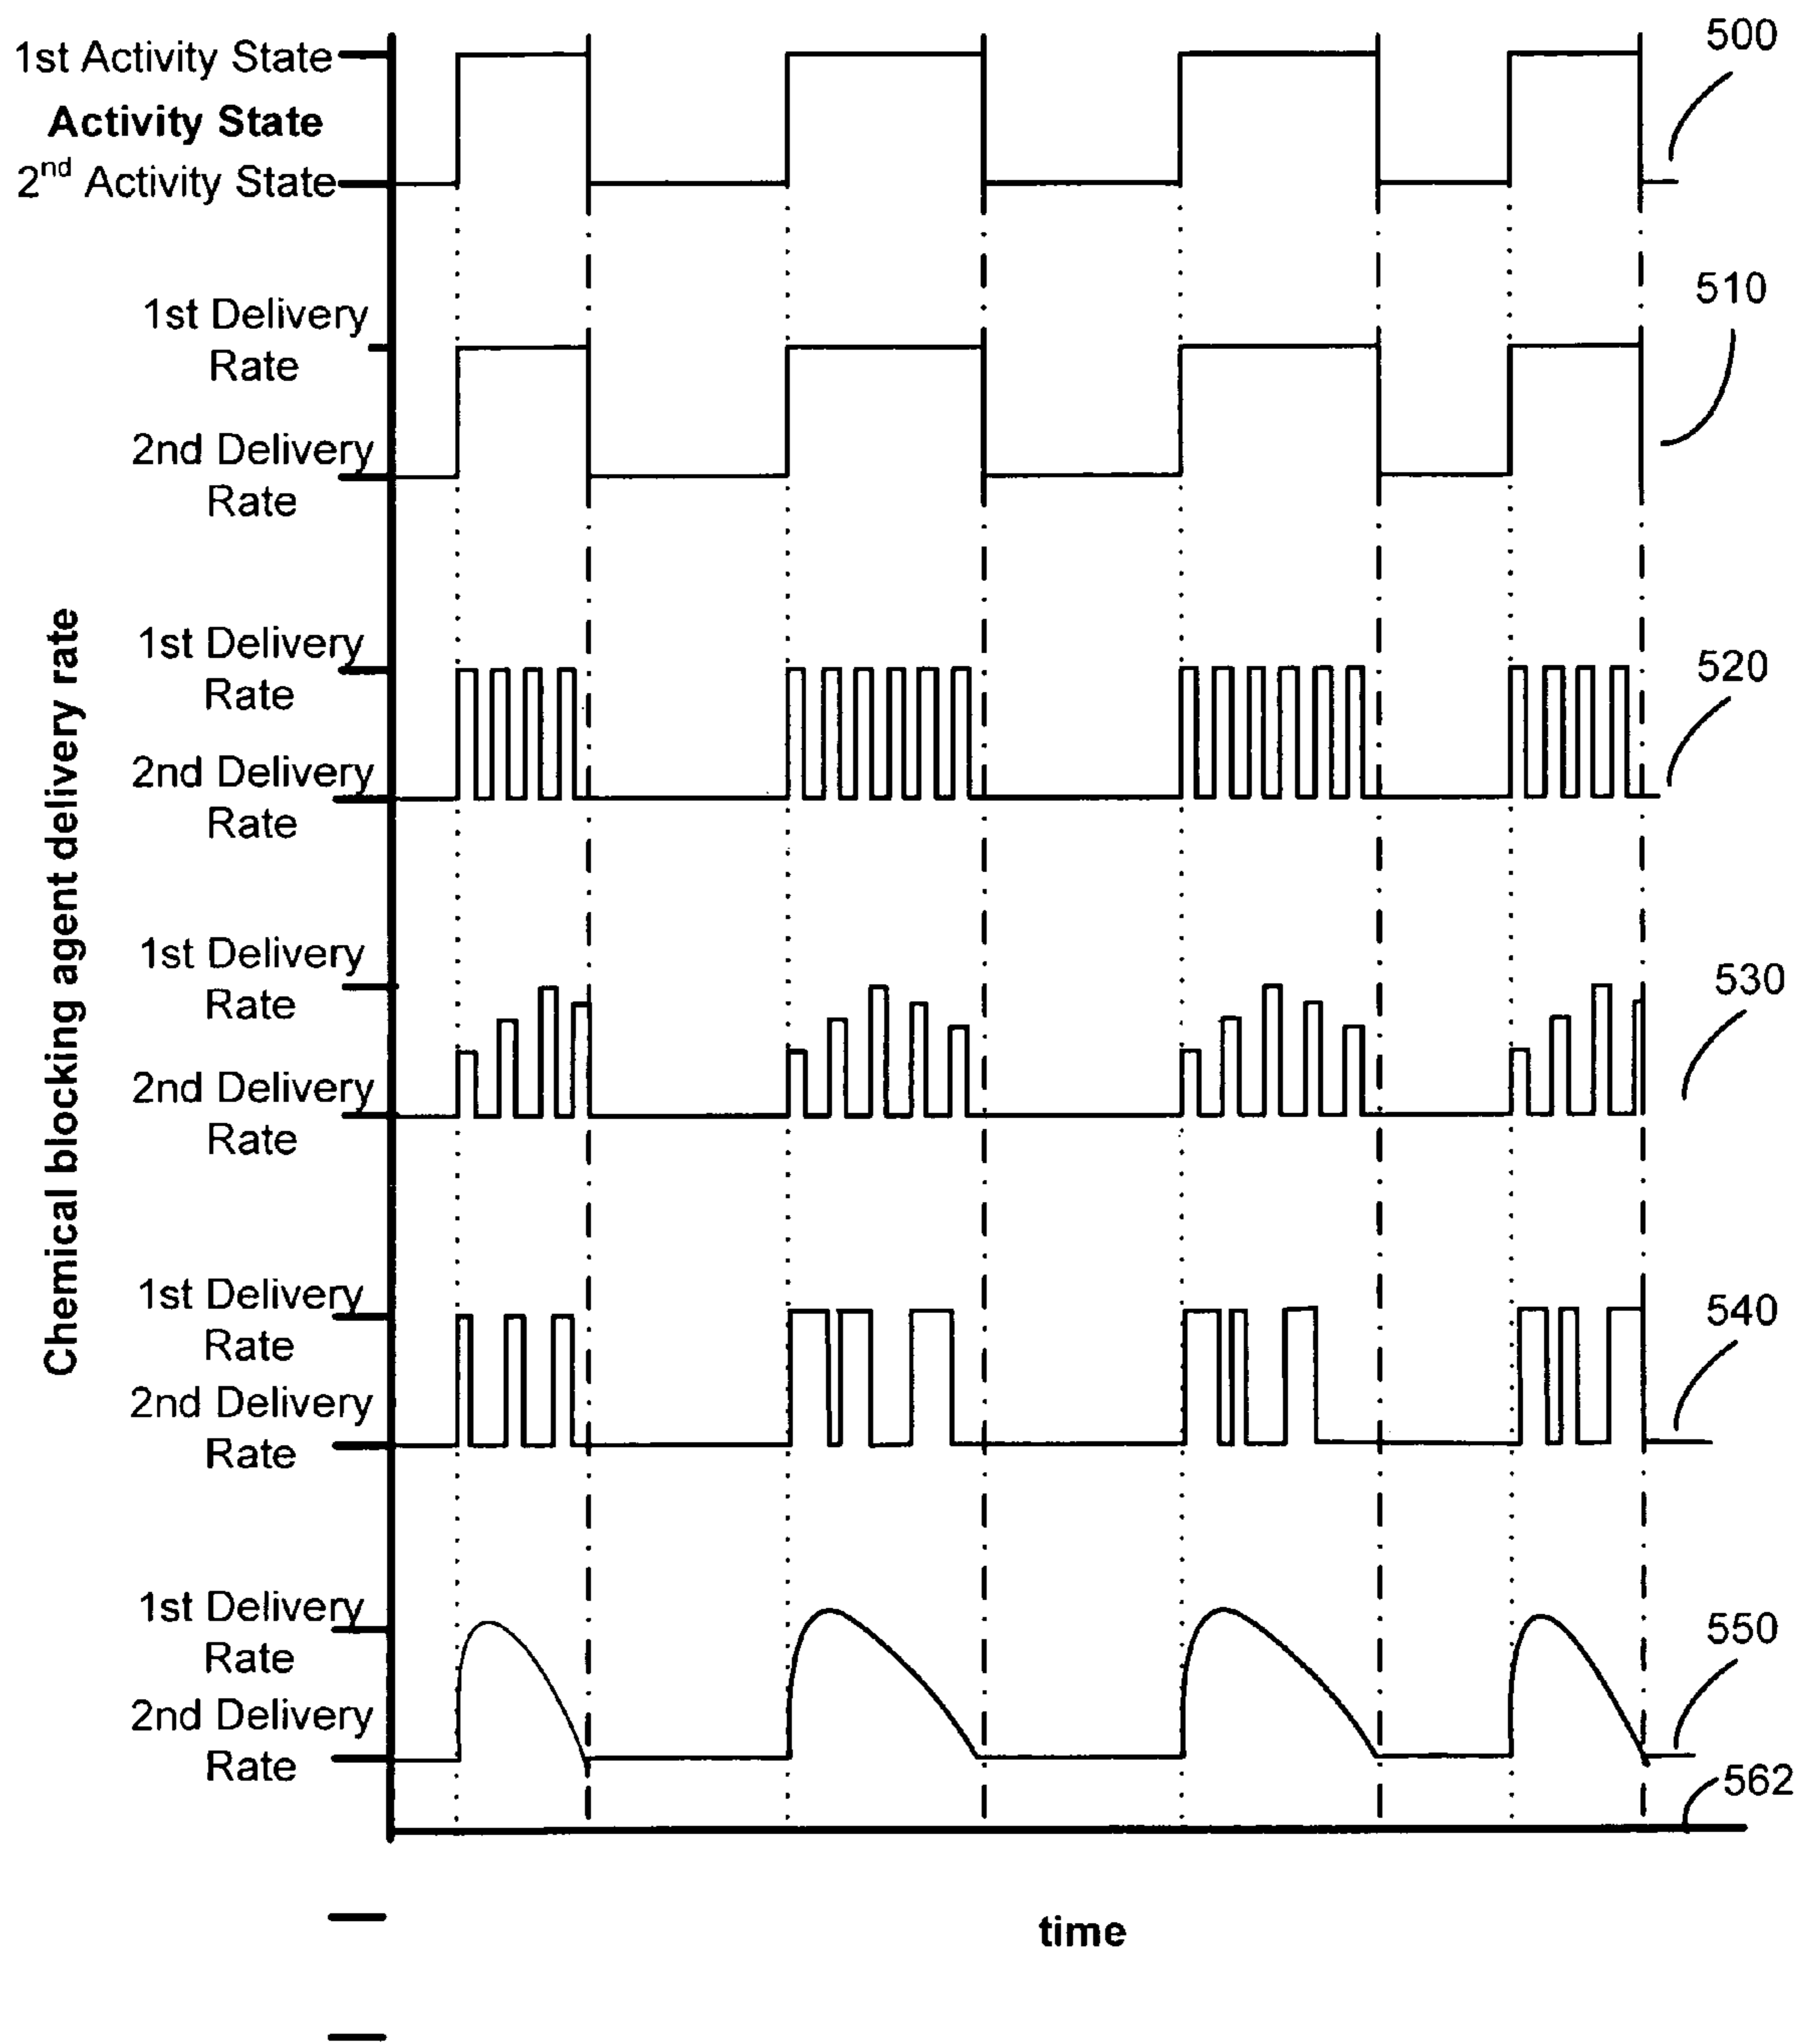 500
1st Activity State
Activity State
2nd Activity State
510
1st Delivery
Rate
2nd Delivery
Rate
Chemical blocking agent delivery rate
520
1st Delivery
Rate
2nd Delivery
Rate
530
1st Delivery
Rate
2nd Delivery
Rate
540
1st Delivery
Rate
2nd Delivery
Rate
550
1st Delivery
Rate
2nd Delivery
Rate
562
time